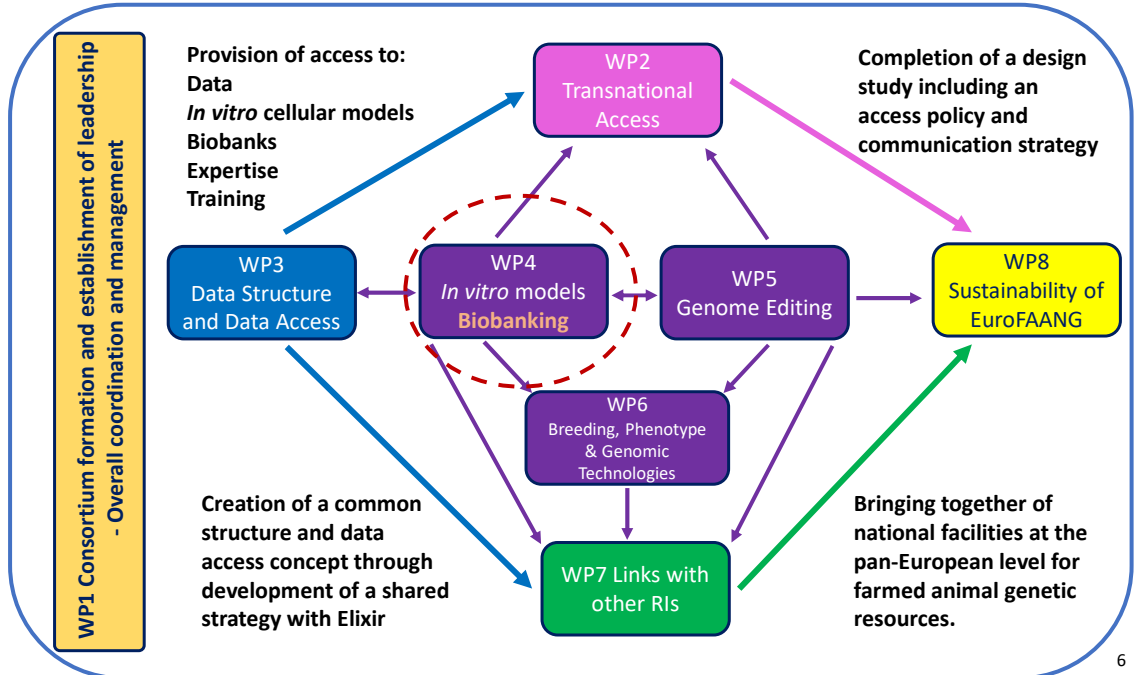 WP1 Consortium formation and establishment of leadership
- Overall coordination and management
Provision of access to:
Data
In vitro cellular models
Biobanks
Expertise
Training
WP2
Transnational
Access
Completion of a design
study including an
access policy and
communication strategy
WP3
Data Structure
and Data Access
WP4
In vitro models
Biobanking
WP5
Genome Editing
WP8
Sustainability of
EuroFAANG
WP6
Breeding, Phenotype
& Genomic
Technologies
Creation of a common
structure and data
access concept through
development of a shared
strategy with Elixir
WP7 Links with
other RIs
Bringing together of
national facilities at the
pan-European level for
farmed animal genetic
resources.
6